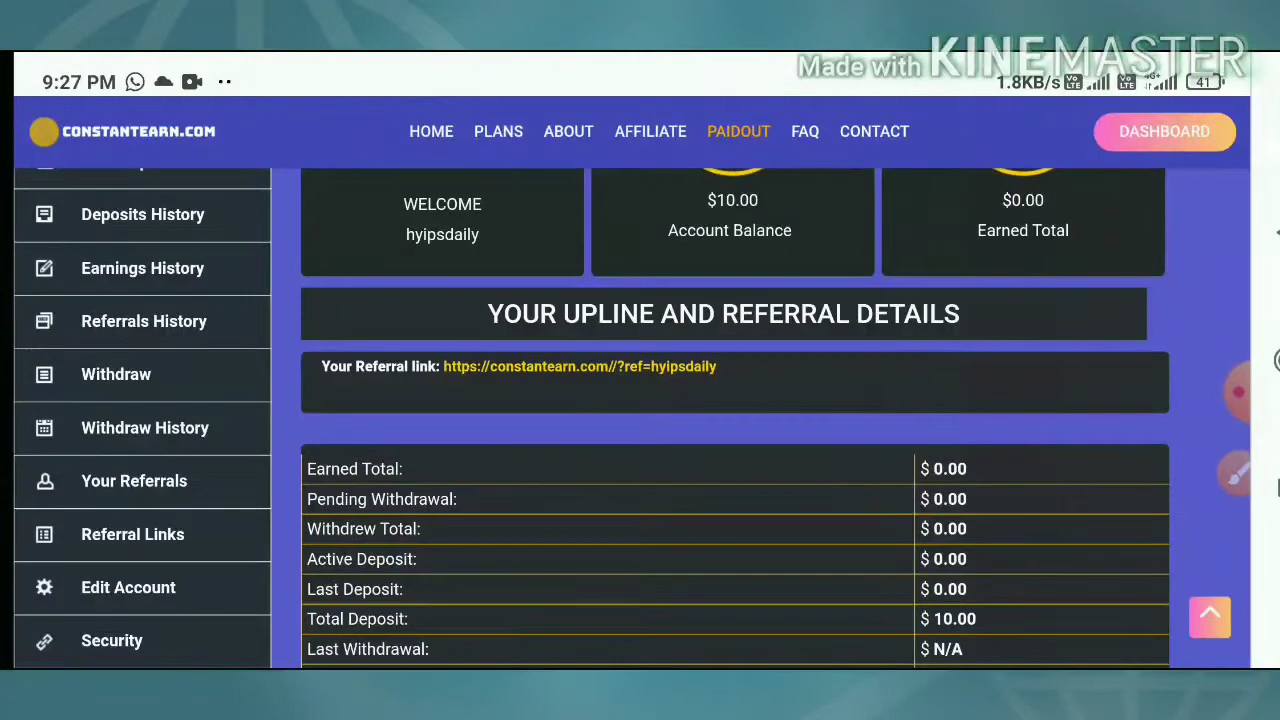 Made with KINEMASTER
9:27 PM
1.8KB/s
41
CONSTANTEARN.COM
HOME PLANS ABOUT AFFILIATE PAIDOUT FAQ CONTACT
DASHBOARD
Deposits History
Earnings History
Referrals History
Withdraw
Withdraw History
Your Referrals
Referral Links
Edit Account
Security
WELCOME
hyipsdaily
$10.00
Account Balance
$0.00
Earned Total
YOUR UPLINE AND REFERRAL DETAILS
Your Referral link: https://constantearn.com//?ref=hyipsdaily
Earned Total: $ 0.00
Pending Withdrawal: $ 0.00
Withdrew Total: $ 0.00
Active Deposit: $ 0.00
Last Deposit: $ 0.00
Total Deposit: $ 10.00
Last Withdrawal: $ N/A